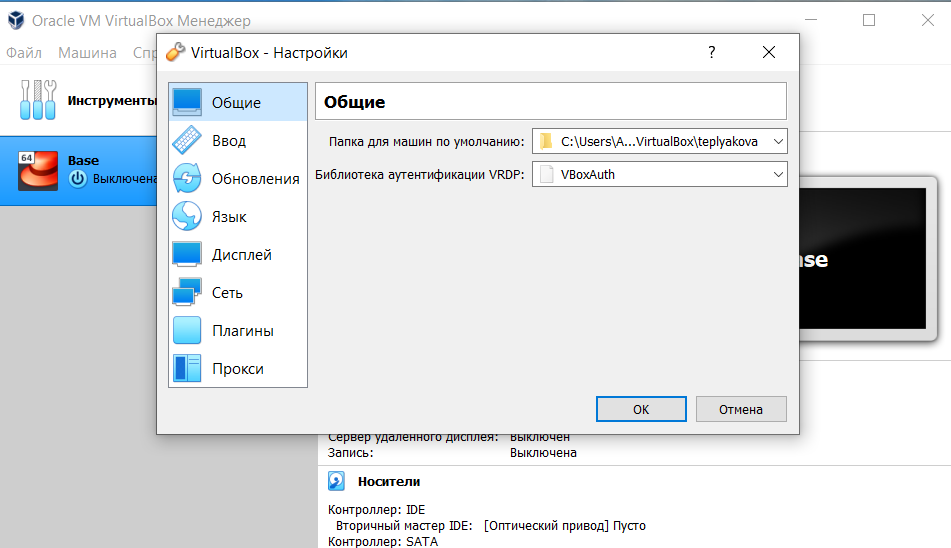 Oracle VM VirtualBox Менеджер
Файл Машина Спр
VirtualBox - Настройки
?
Инструменты
64
Base
Выключена
Общие
Ввод
Обновления
Язык
Дисплей
Сеть
Плагины
Прокси
Общие
Папка для машин по умолчанию: C:\Users\A...VirtualBox\teplyakova
Библиотека аутентификации VRDP: VBoxAuth
OK Отмена
ase
Сервер удаленного дисплея: Выключен
Запись: Выключена
Носители
Контроллер: IDE
Вторичный мастер IDE: [Оптический привод] Пусто
Контроллер: SATA